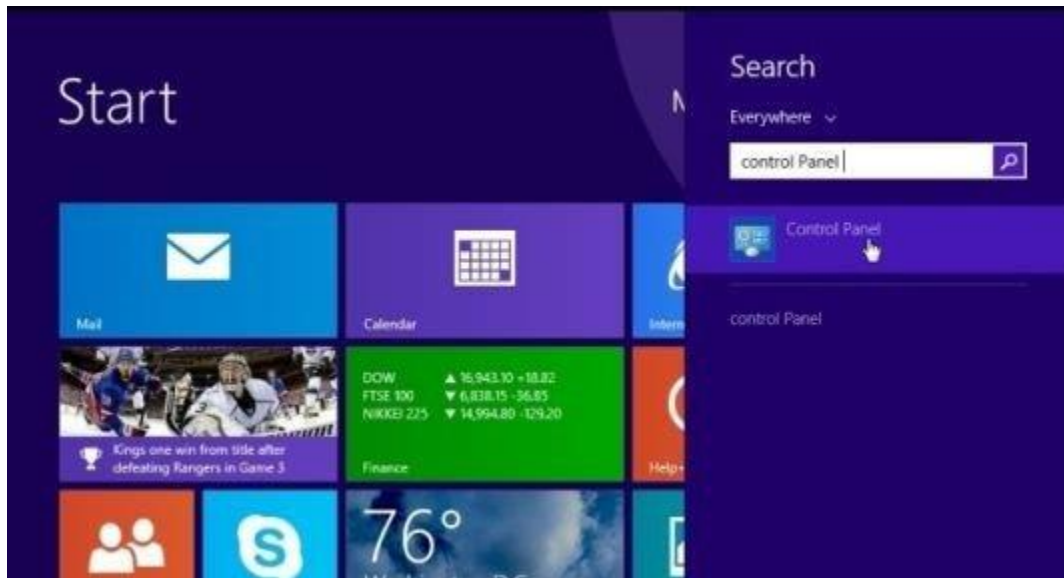 Start
Search
Everywhere
control Panel
Control Panel
control Panel
Mail
Calendar
Kings one win from title after
defeating Rangers in Game 3
DOW ▲ 16,943.10 +18.82
FTSE 100 ▼ 6,838.15 -36.85
NIKKEI 225 ▼ 14,994.80 -129.20
Finance
Help+
S
76°